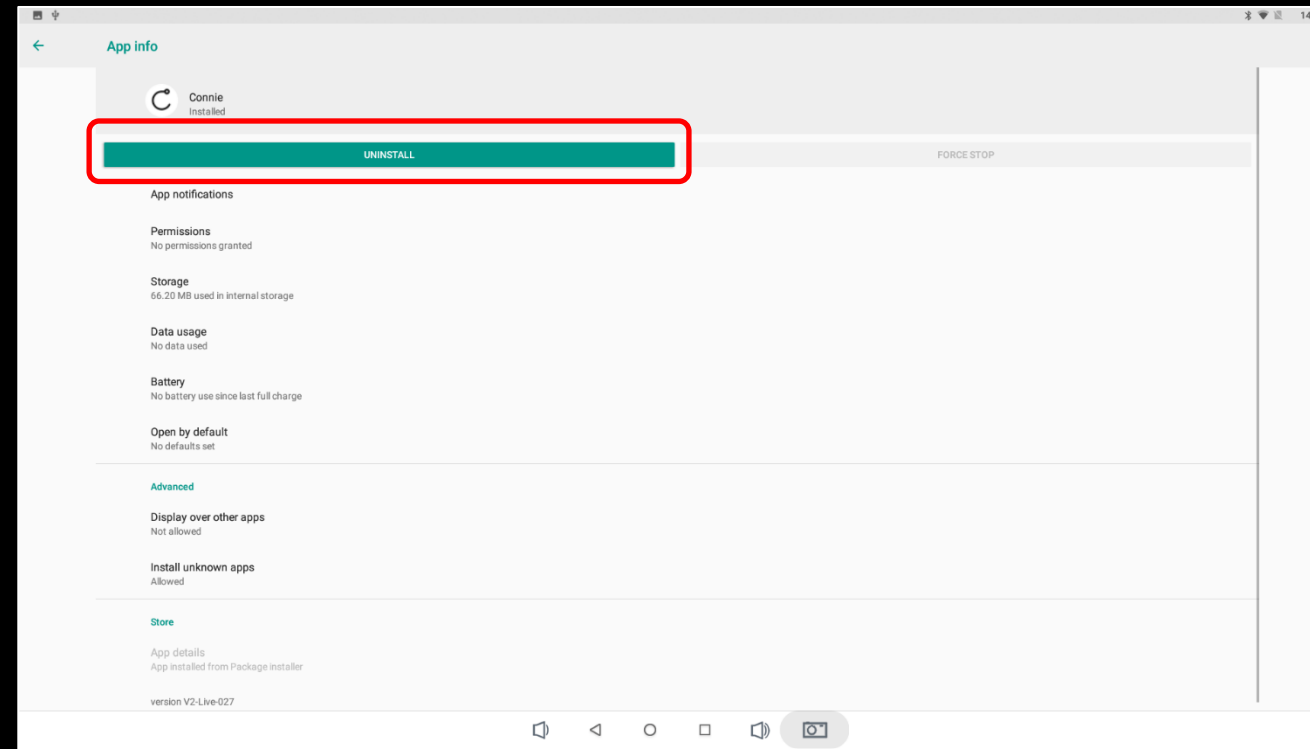 14
App info
Connie
Installed
UNINSTALL
FORCE STOP
App notifications
Permissions
No permissions granted
Storage
66.20 MB used in internal storage
Data usage
No data used
Battery
No battery use since last full charge
Open by default
No defaults set
Advanced
Display over other apps
Not allowed
Install unknown apps
Allowed
Store
App details
App installed from Package installer
version V2-Live-027